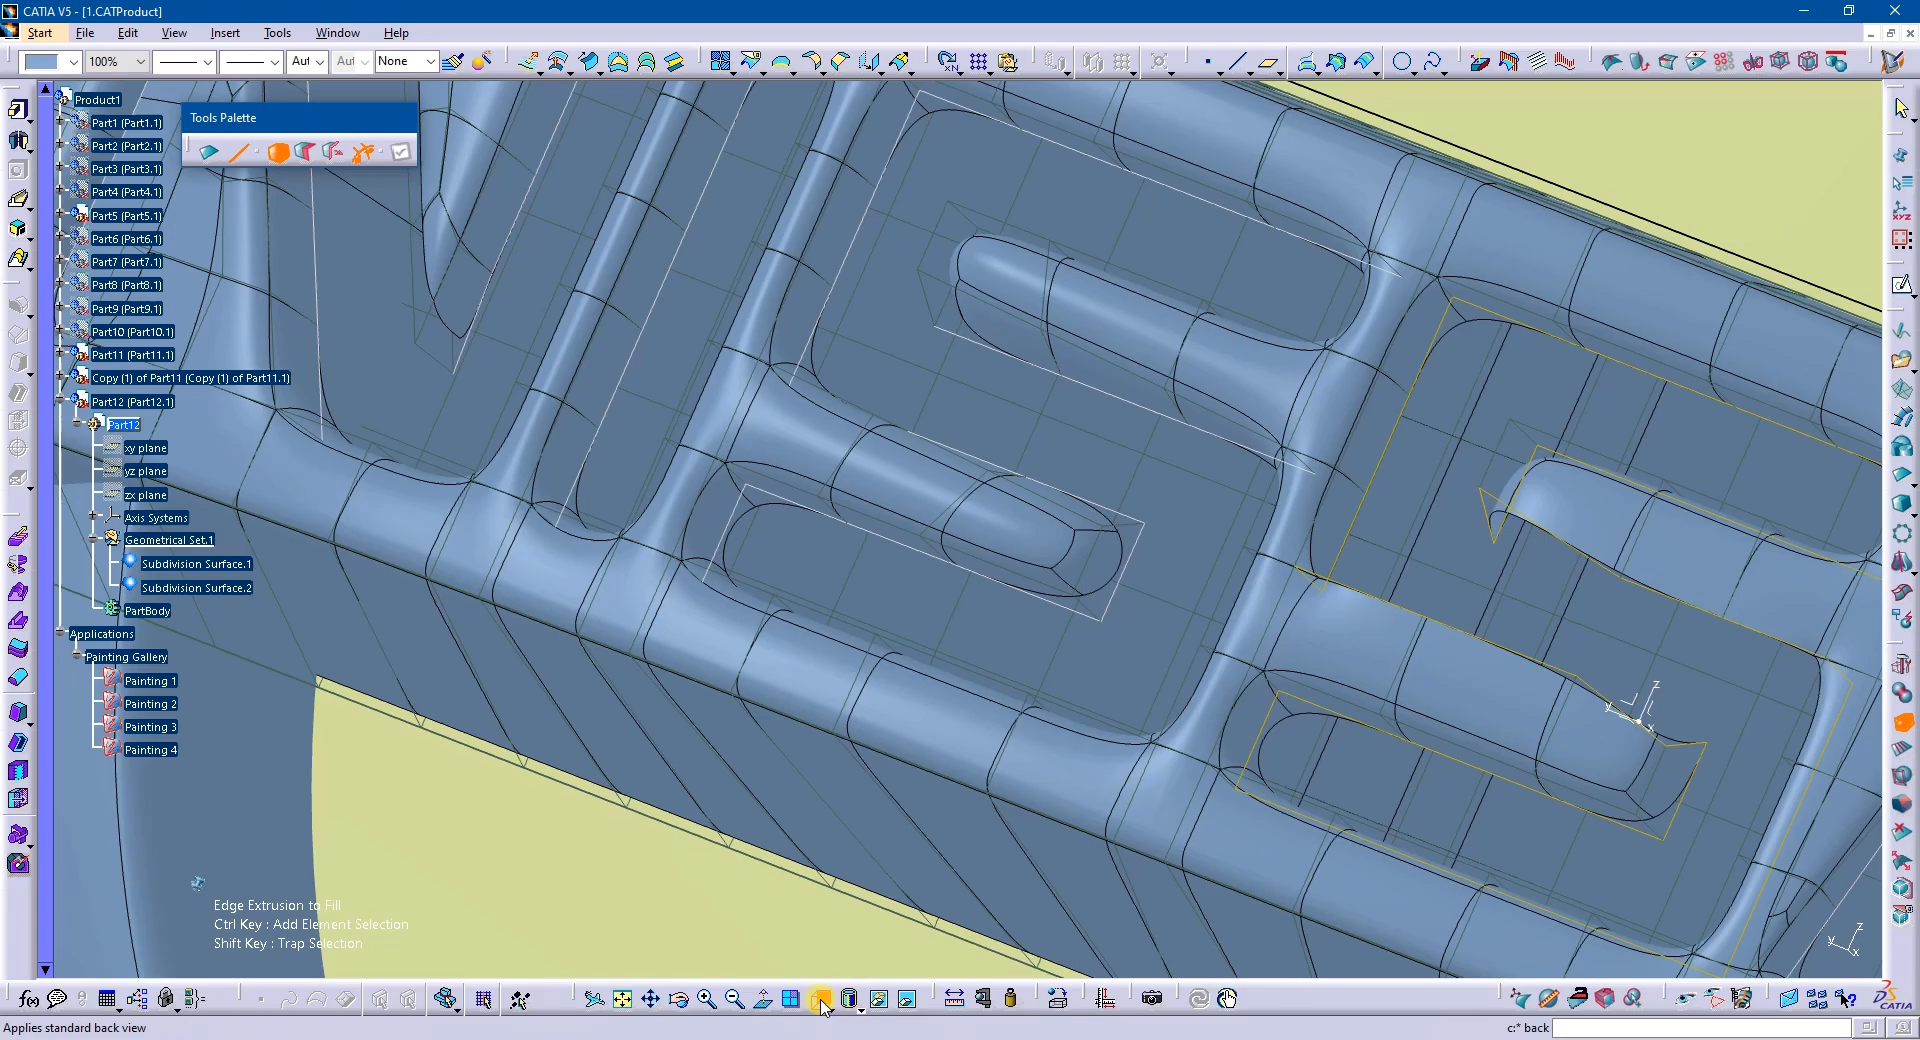 CATIA V5 - [1.CATProduct]
Start File Edit View Insert Tools Window Help
100% Aut Aut None
Product1
Tools Palette
Part1 (Part1.1)
Part2 (Part2.1)
Part3 (Part3.1)
Part4 (Part4.1)
Part5 (Part5.1)
Part6 (Part6.1)
Part7 (Part7.1)
Part8 (Part8.1)
Part9 (Part9.1)
Part10 (Part10.1)
Part11 (Part11.1)
Copy (1) of Part11 (Copy (1) of Part11.1)
Part12 (Part12.1)
Part12
xy plane
yz plane
zx plane
Axis Systems
Geometrical Set.1
Subdivision Surface.1
Subdivision Surface.2
PartBody
Applications
Painting Gallery
Painting 1
Painting 2
Painting 3
Painting 4
z
y
x
Edge Extrusion to Fill
Ctrl Key : Add Element Selection
Shift Key : Trap Selection
z
y
x
f(x)
CATIA
Applies standard back view
c:* back